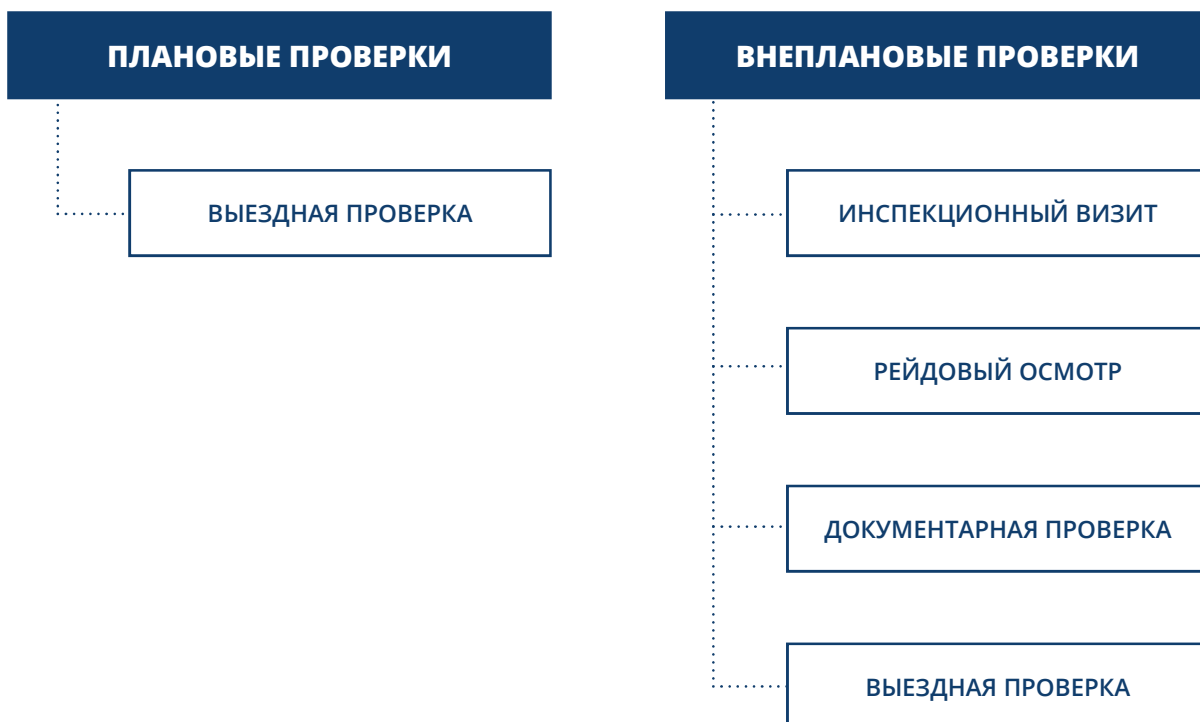 ПЛАНОВЫЕ ПРОВЕРКИ
ВЫЕЗДНАЯ ПРОВЕРКА
ВНЕПЛАНОВЫЕ ПРОВЕРКИ
ИНСПЕКЦИОННЫЙ ВИЗИТ
РЕЙДОВЫЙ ОСМОТР
ДОКУМЕНТАРНАЯ ПРОВЕРКА
ВЫЕЗДНАЯ ПРОВЕРКА